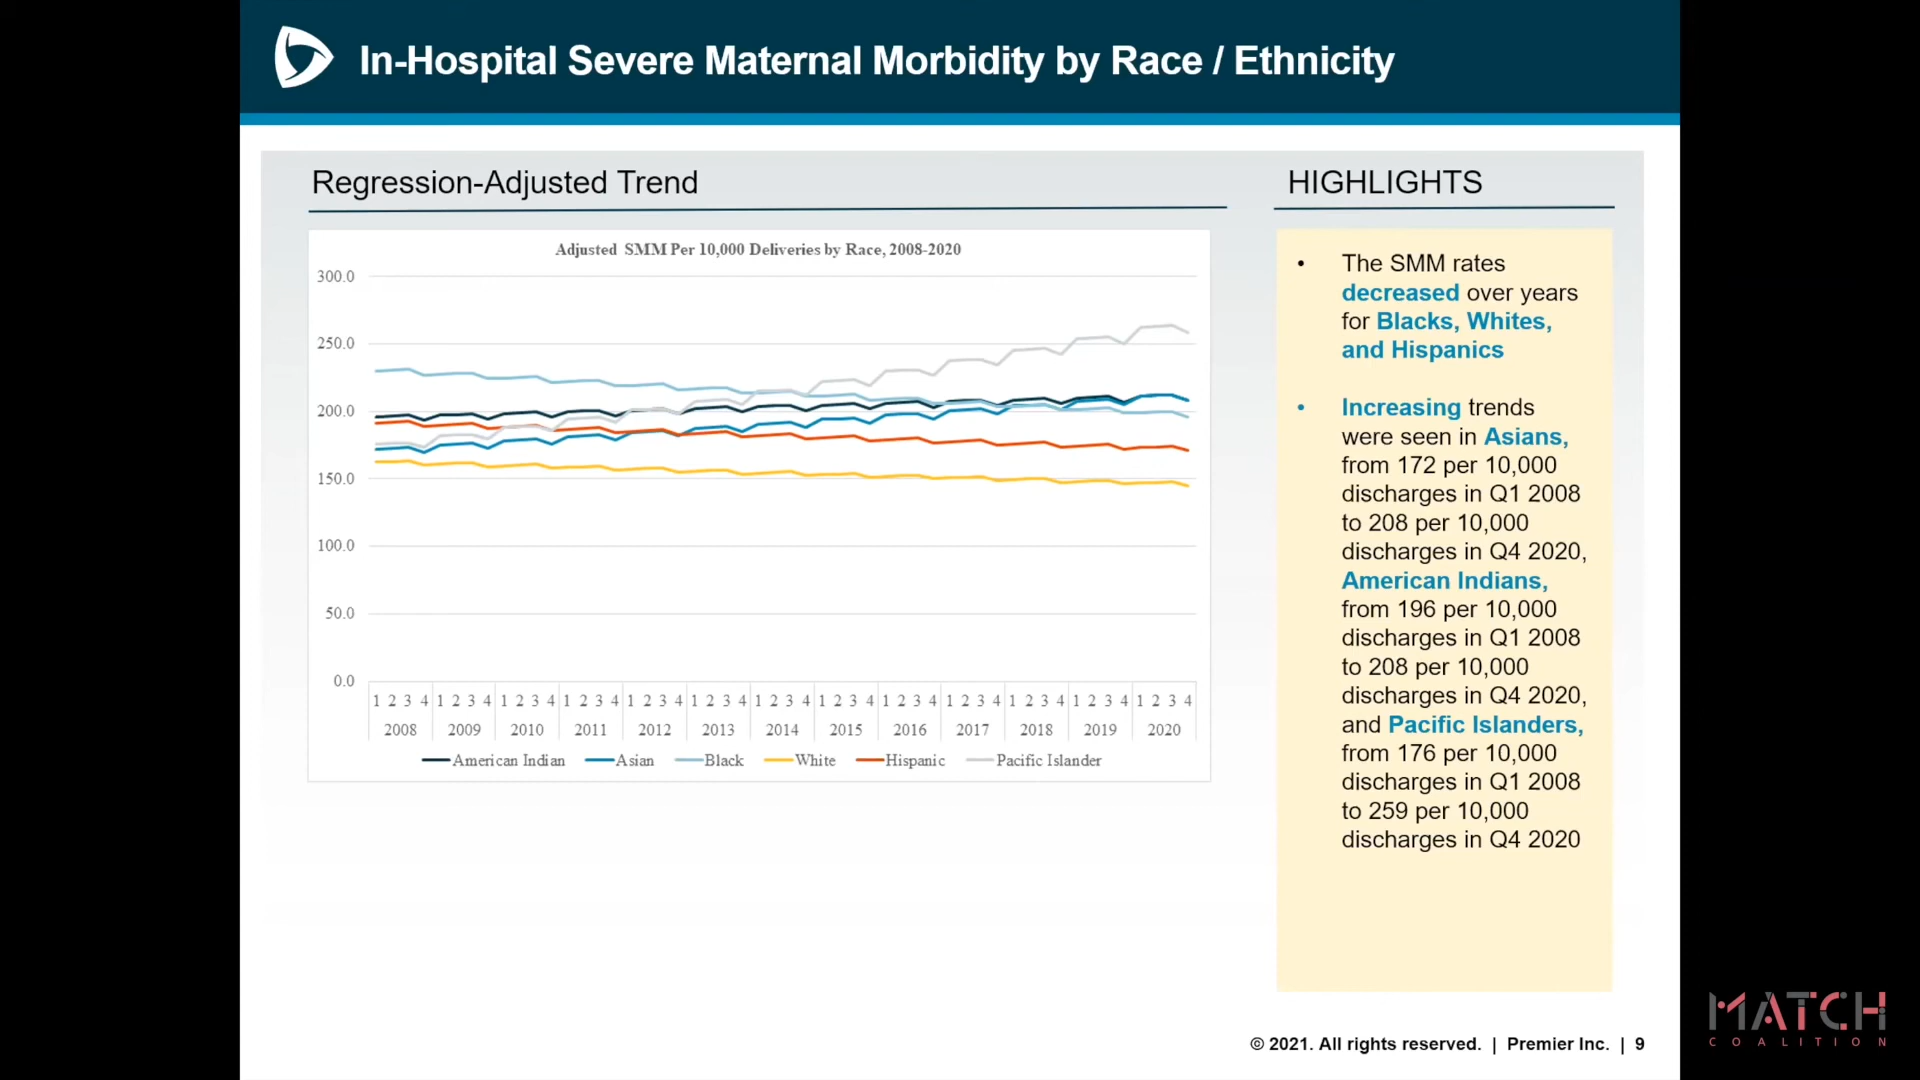 In-Hospital Severe Maternal Morbidity by Race / Ethnicity
Regression-Adjusted Trend
Adjusted SMM Per 10,000 Deliveries by Race, 2008-2020
300.0
250.0
200.0
150.0
100.0
50.0
0.0
1 2 3 4 1 2 3 4 1 2 3 4 1 2 3 4 1 2 3 4 1 2 3 4 1 2 3 4 1 2 3 4 1 2 3 4 1 2 3 4 1 2 3 4 1 2 3 4 1 2 3 4
2008 2009 2010 2011 2012 2013 2014 2015 2016 2017 2018 2019 2020
American Indian Asian Black White Hispanic Pacific Islander
HIGHLIGHTS
• The SMM rates
decreased over years
for Blacks, Whites,
and Hispanics
• Increasing trends
were seen in Asians,
from 172 per 10,000
discharges in Q1 2008
to 208 per 10,000
discharges in Q4 2020,
American Indians,
from 196 per 10,000
discharges in Q1 2008
to 208 per 10,000
discharges in Q4 2020,
and Pacific Islanders,
from 176 per 10,000
discharges in Q1 2008
to 259 per 10,000
discharges in Q4 2020
© 2021. All rights reserved. | Premier Inc. | 9
MATCH
COALITION